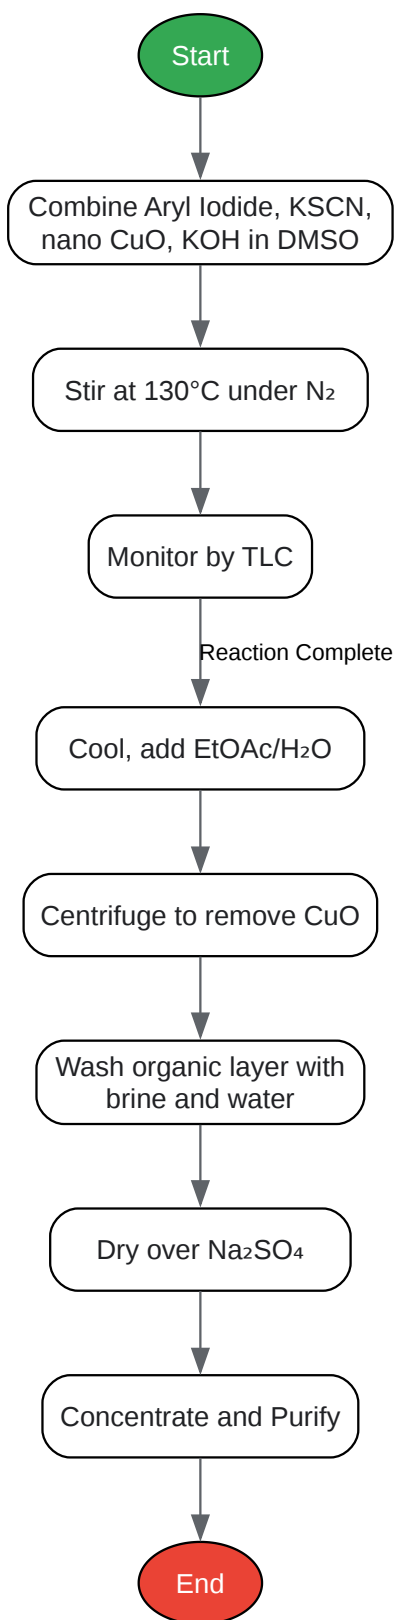 Start
Combine Aryl Iodide, KSCN,
nano CuO, KOH in DMSO
Stir at 130°C under N₂
Monitor by TLC
Reaction Complete
Cool, add EtOAc/H₂O
Centrifuge to remove CuO
Wash organic layer with
brine and water
Dry over Na₂SO₄
Concentrate and Purify
End